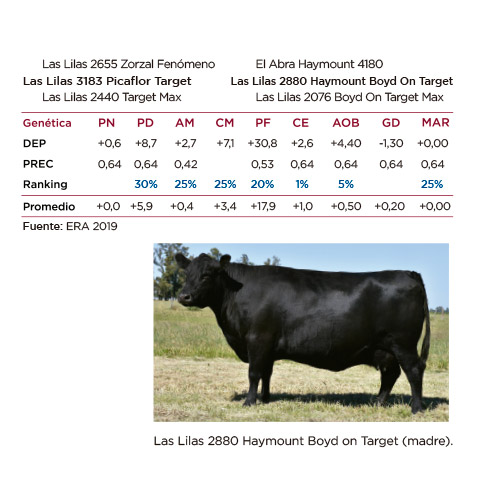 Las Lilas 2655 Zorzal Fenómeno El Abra Haymount 4180
Las Lilas 3183 Picaflor Target Las Lilas 2880 Haymount Boyd On Target
Las Lilas 2440 Target Max Las Lilas 2076 Boyd On Target Max
Genética PN PD AM CM PF CE AOB GD MAR
DEP +0,6 +8,7 +2,7 +7,1 +30,8 +2,6 +4,40 -1,30 +0,00
PREC 0,64 0,64 0,42 0,53 0,64 0,64 0,64 0,64
Ranking 30% 25% 25% 20% 1% 5% 25%
Promedio +0,0 +5,9 +0,4 +3,4 +17,9 +1,0 +0,50 +0,20 +0,00
Fuente: ERA 2019
Las Lilas 2880 Haymount Boyd on Target (madre).